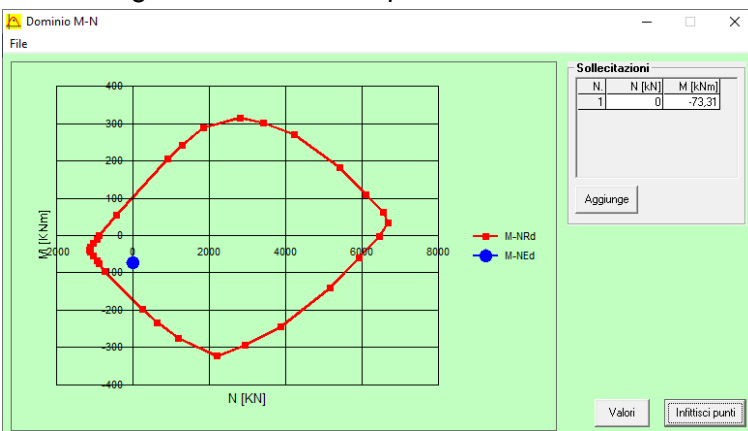 Dominio M-N
File
400
300
200
100
0
-100
-200
-300
-400
-2000
0
2000
4000
6000
8000
M [KNm]
N [KN]
M-NRd
M-NEd
Sollecitazioni
N. N [kN] M [kNm]
1 0 -73,31
Aggiunge
Valori
Infittisci punti